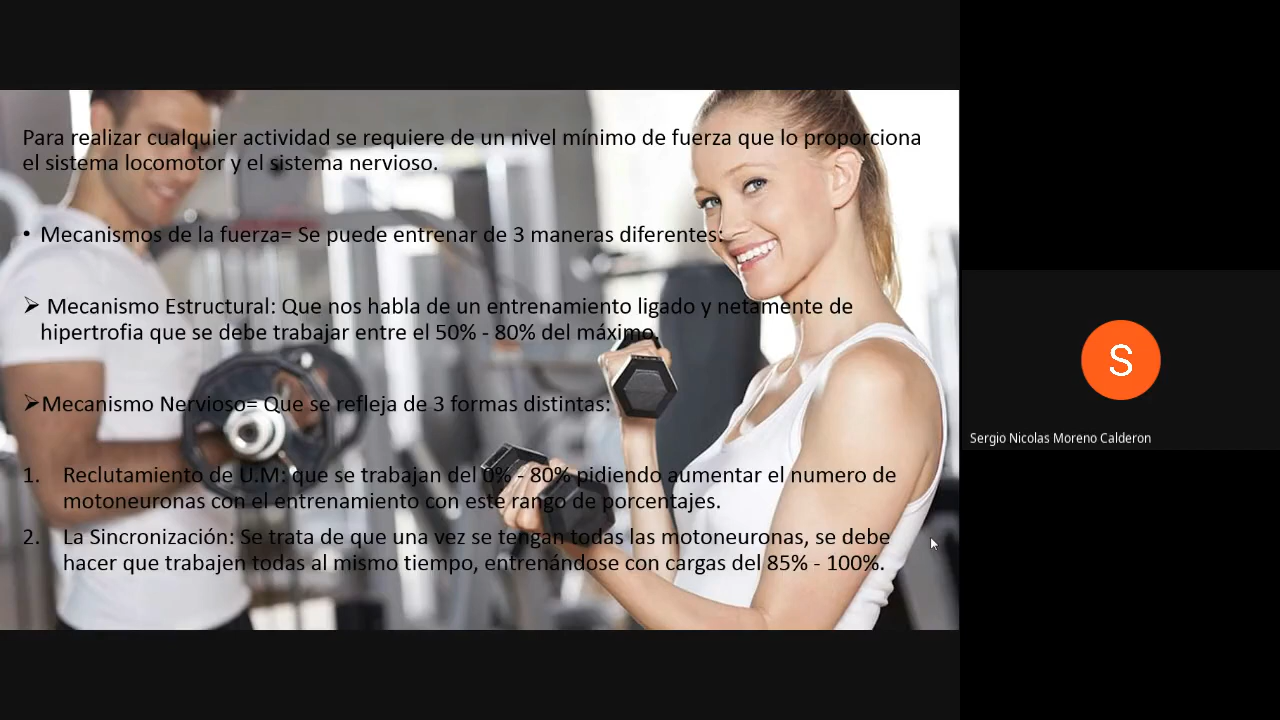 Para realizar cualquier actividad se requiere de un nivel mínimo de fuerza que lo proporciona
el sistema locomotor y el sistema nervioso.
• Mecanismos de la fuerza= Se puede entrenar de 3 maneras diferentes:
➢ Mecanismo Estructural: Que nos habla de un entrenamiento ligado y netamente de
hipertrofia que se debe trabajar entre el 50% - 80% del máximo.
➢Mecanismo Nervioso= Que se refleja de 3 formas distintas:
1. Reclutamiento de U.M: que se trabajan del 0% - 80% pidiendo aumentar el numero de
motoneuronas con el entrenamiento con este rango de porcentajes.
2. La Sincronización: Se trata de que una vez se tengan todas las motoneuronas, se debe
hacer que trabajen todas al mismo tiempo, entrenándose con cargas del 85% - 100%.
S
Sergio Nicolas Moreno Calderon